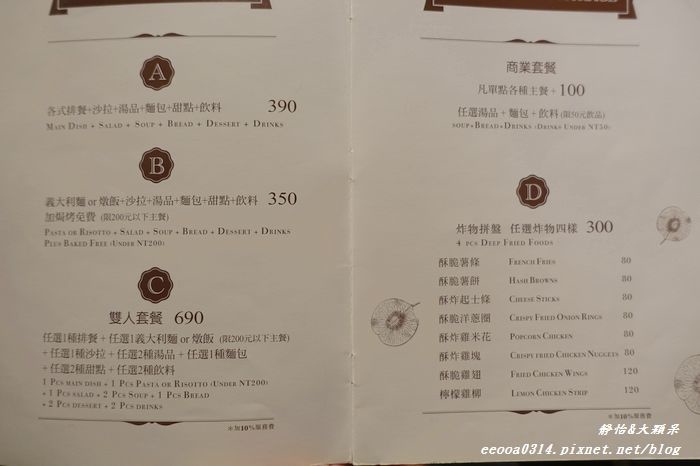 A
各式排餐+沙拉+湯品+麵包+甜點+飲料 390
MAIN DISH + SALAD + SOUP + BREAD + DESSERT + DRINKS
B
義大利麵 or 燉飯+沙拉+湯品+麵包+甜點+飲料 350
加焗烤免費 (限200元以下主餐)
PASTA OR RISOTTO + SALAD + SOUP + BREAD + DESSERT + DRINKS
PLUS BAKED FREE (UNDER NT200)
C
雙人套餐 690
任選1種排餐 + 任選1義大利麵 or 燉飯 (限200元以下主餐)
+ 任選1種沙拉 + 任選2種湯品 + 任選1種麵包
+ 任選2種甜點 + 任選2種飲料
1 PCS MAIN DISH + 1 PCS PASTA OR RISOTTO (UNDER NT200)
+ 1 PCS SALAD + 2 PCS SOUP + 1 PCS BREAD
+ 2 PCS DESSERT + 2 PCS DRINKS
※加10%服務費
商業套餐
凡單點各種主餐 + 100
任選湯品 + 麵包 + 飲料 (限50元飲品)
SOUP+BREAD+DRINKS (DRINKS UNDER NT50)
D
炸物拼盤 任選炸物四樣 300
4 PCS DEEP FRIED FOODS
酥脆薯條 FRENCH FRIES 80
酥脆薯餅 HASH BROWNS 80
酥炸起士條 CHEESE STICKS 80
酥脆洋蔥圈 CRISPY FRIED ONION RINGS 80
酥炸雞米花 POPCORN CHICKEN 80
酥炸雞塊 CRISPY FRIED CHICKEN NUGGETS 80
酥脆雞翅 FRIED CHICKEN WINGS 120
檸檬雞柳 LEMON CHICKEN STRIP 120
※加10%服務費
靜怡&大顆呆
eeooa0314.pixnet.net/blog